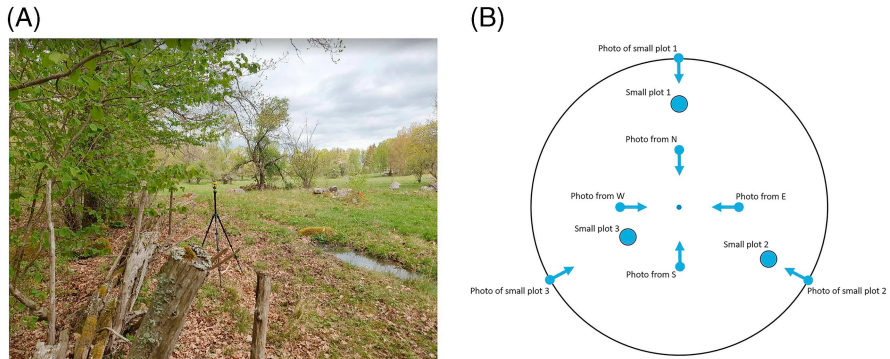 (A)
(B)
Photo of small plot 1
Small plot 1
Photo from N
Photo from W
Photo from E
Small plot 3
Small plot 2
Photo from S
Photo of small plot 3
Photo of small plot 2